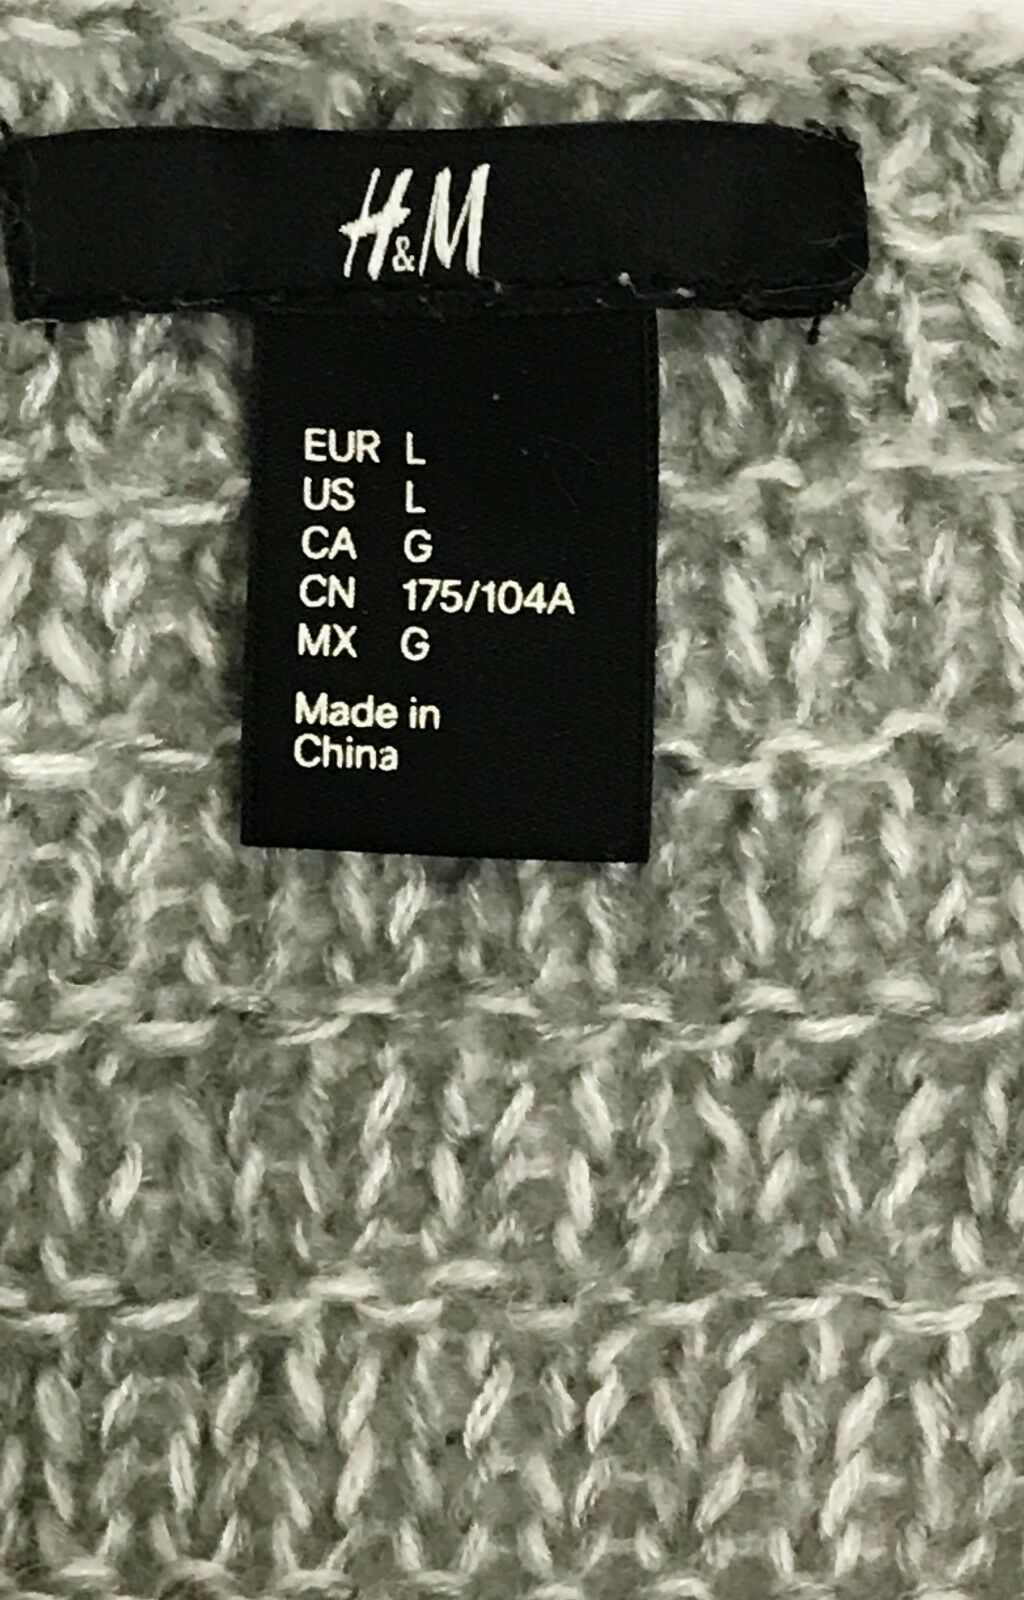 H&M
EUR L
US L
CA G
CN 175/104A
MX G
Made in
China